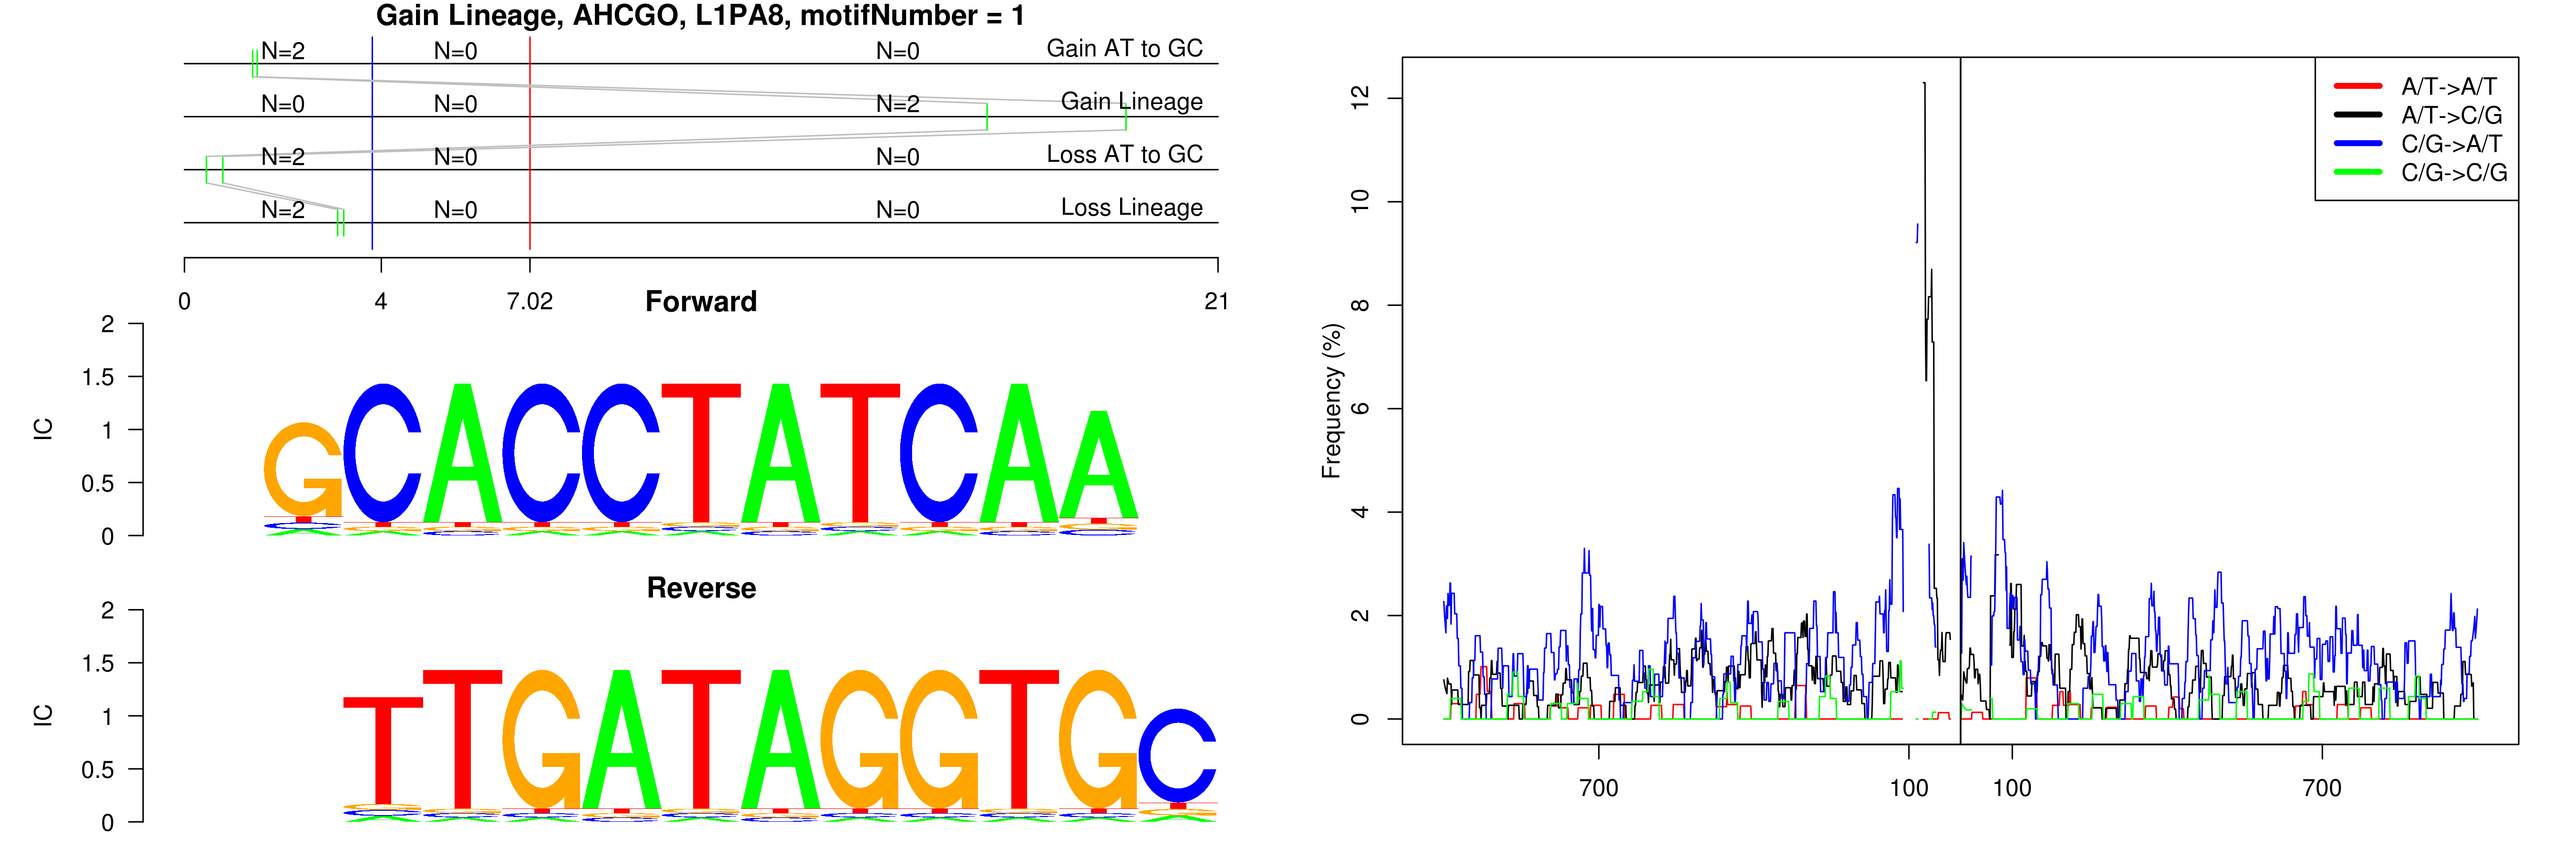 Gain Lineage, AHCGO, L1PA8, motifNumber = 1
N=2 N=0 N=0 Gain AT to GC
N=0 N=0 N=2 Gain Lineage
N=2 N=0 N=0 Loss AT to GC
N=2 N=0 N=0 Loss Lineage
0 4 7.02 21
Forward
IC
2
1.5
1
0.5
0
GCACCTATCAA
Reverse
IC
2
1.5
1
0.5
0
TTGATAGGTGC
Frequency (%)
12
10
8
6
4
2
0
700 100 100 700
A/T->A/T
A/T->C/G
C/G->A/T
C/G->C/G